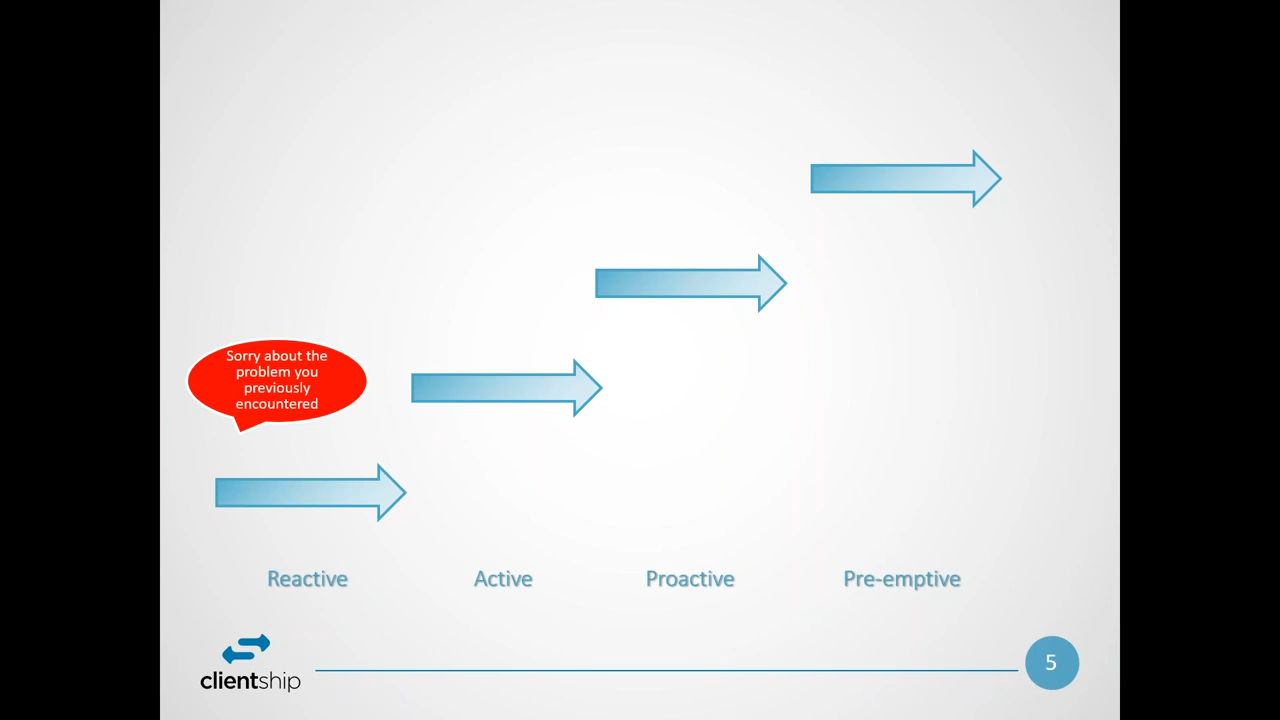 Sorry about the
problem you
previously
encountered
Reactive Active Proactive Pre-emptive
clientship
5